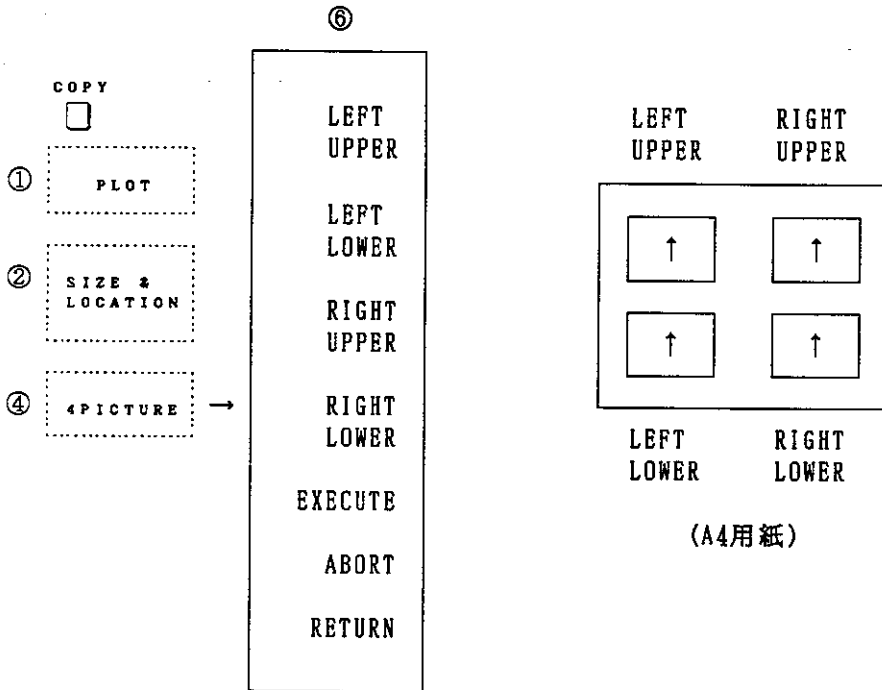 ⑥
COPY
① PLOT
② SIZE &
LOCATION
④ 4PICTURE →
LEFT
UPPER
LEFT
LOWER
RIGHT
UPPER
RIGHT
LOWER
EXECUTE
ABORT
RETURN
LEFT
UPPER
RIGHT
UPPER
↑ ↑
↑ ↑
LEFT
LOWER
RIGHT
LOWER
(A4用紙)